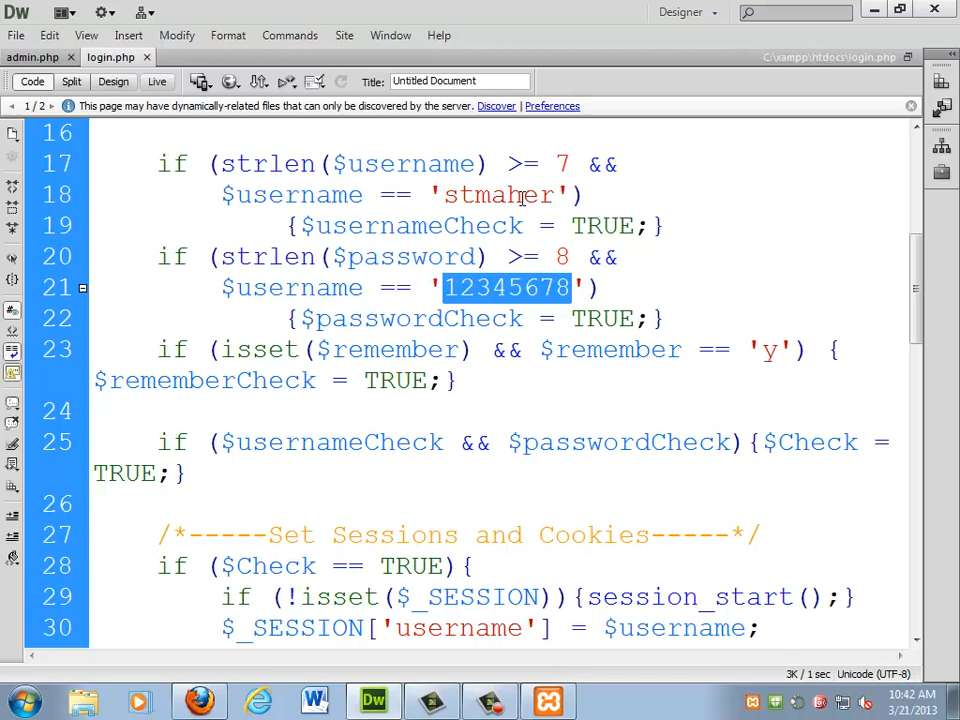 Dw Designer
File Edit View Insert Modify Format Commands Site Window Help
admin.php × login.php × C:\xampp\htdocs\login.php
Code Split Design Live Title: Untitled Document
1/2 This page may have dynamically-related files that can only be discovered by the server. Discover | Preferences
16
17 if (strlen($username) >= 7 &&
18 $username == 'stmaher')
19 {$usernameCheck = TRUE;}
20 if (strlen($password) >= 8 &&
21 $username == '12345678')
22 {$passwordCheck = TRUE;}
23 if (isset($remember) && $remember == 'y') {
$rememberCheck = TRUE;}
24
25 if ($usernameCheck && $passwordCheck){$Check =
TRUE;}
26
27 /*-----Set Sessions and Cookies-----*/
28 if ($Check == TRUE){
29 if (!isset($_SESSION)){session_start();}
30 $_SESSION['username'] = $username;
3K / 1 sec Unicode (UTF-8)
W Dw
10:42 AM
3/21/2013